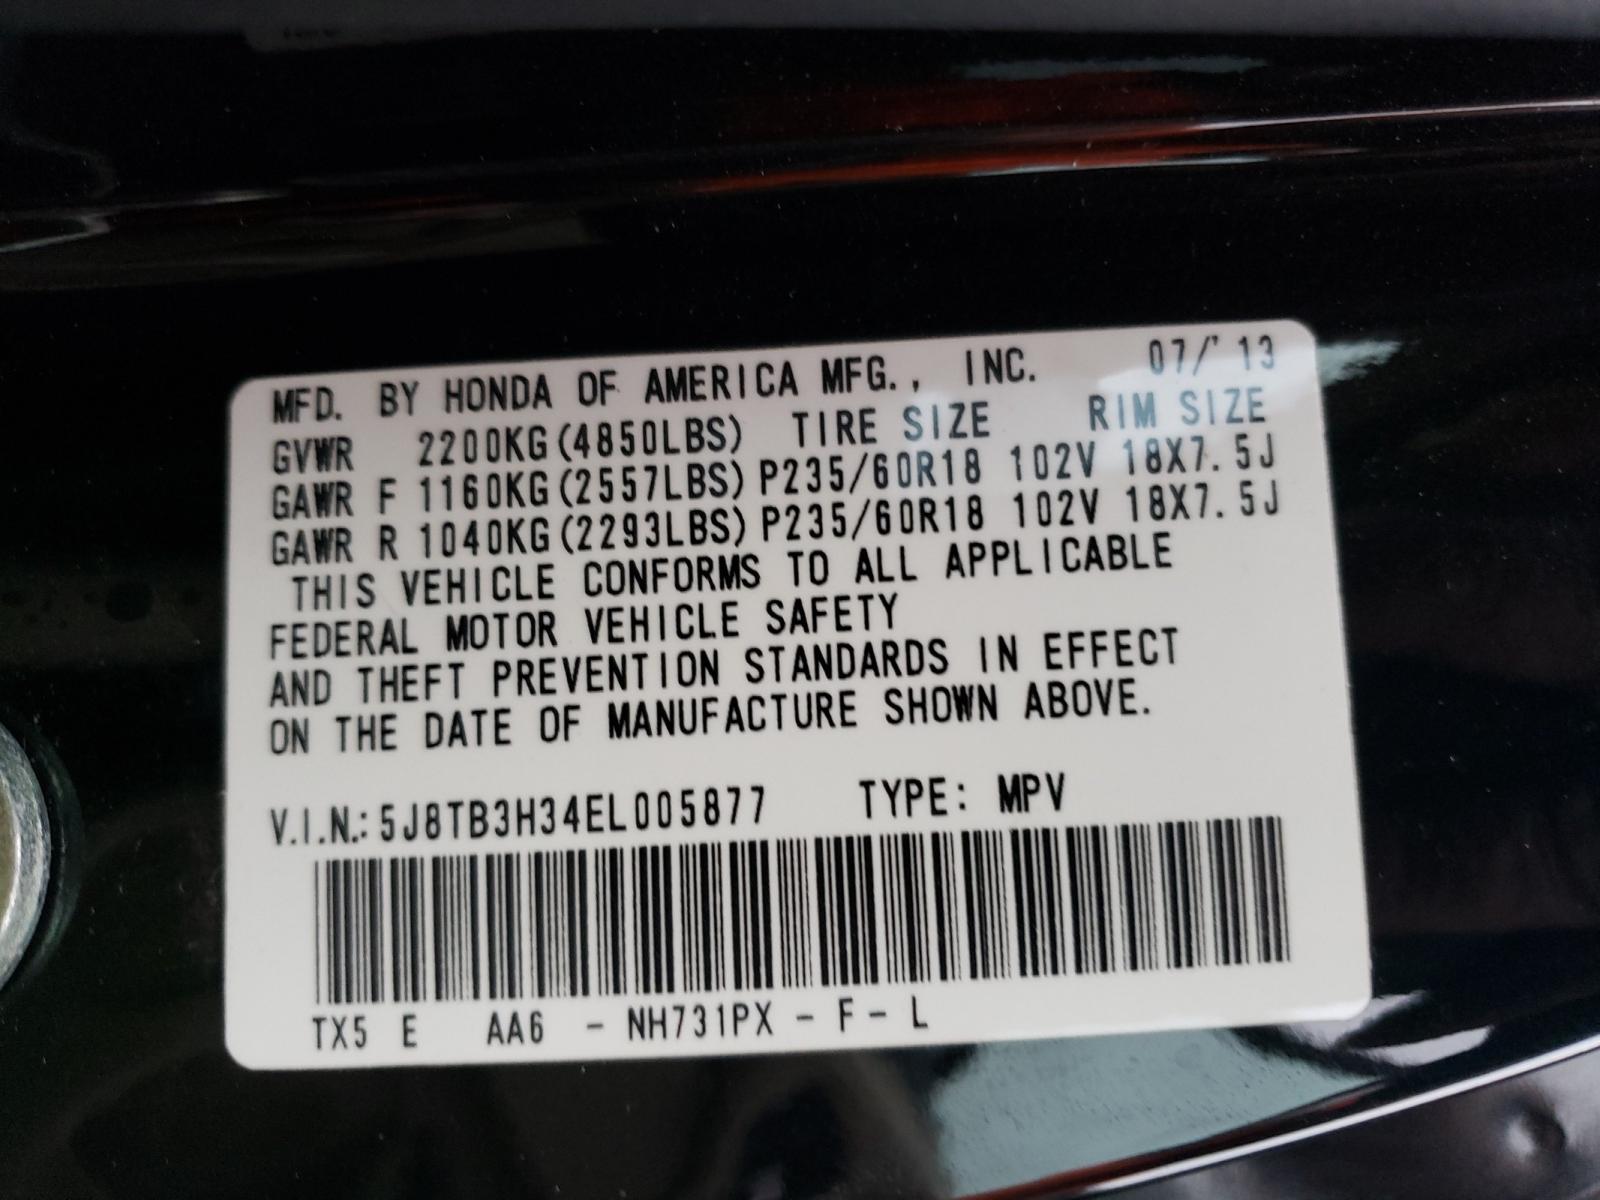 MFD. BY HONDA OF AMERICA MFG., INC. 07/'13
GVWR 2200KG(4850LBS) TIRE SIZE RIM SIZE
GAWR F 1160KG(2557LBS) P235/60R18 102V 18X7.5J
GAWR R 1040KG(2293LBS) P235/60R18 102V 18X7.5J
THIS VEHICLE CONFORMS TO ALL APPLICABLE
FEDERAL MOTOR VEHICLE SAFETY
AND THEFT PREVENTION STANDARDS IN EFFECT
ON THE DATE OF MANUFACTURE SHOWN ABOVE.
V.I.N.: 5J8TB3H34EL005877 TYPE: MPV
TX5 E AA6 - NH731PX - F - L